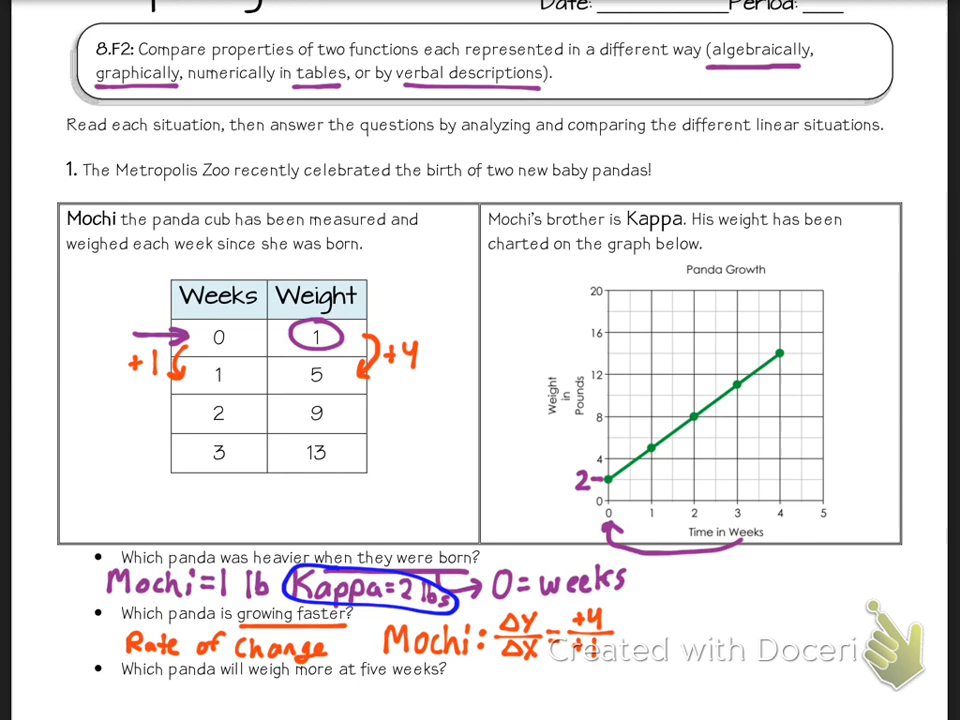 Date: ________ Period: ____
8.F2: Compare properties of two functions each represented in a different way (algebraically,
graphically, numerically in tables, or by verbal descriptions).
Read each situation, then answer the questions by analyzing and comparing the different linear situations.
1. The Metropolis Zoo recently celebrated the birth of two new baby pandas!
Mochi the panda cub has been measured and
weighed each week since she was born.
Weeks Weight
0 1
1 5
2 9
3 13
+1
+4
Mochi's brother is Kappa. His weight has been
charted on the graph below.
Panda Growth
Weight
in
Pounds
20
16
12
8
4
0
2
0 1 2 3 4 5
Time in Weeks
• Which panda was heavier when they were born?
Mochi=1 lb Kappa=2 lbs → 0=weeks
• Which panda is growing faster?
Rate of Change Mochi: ΔY/ΔX = +4/+1
Created with Doceri
• Which panda will weigh more at five weeks?